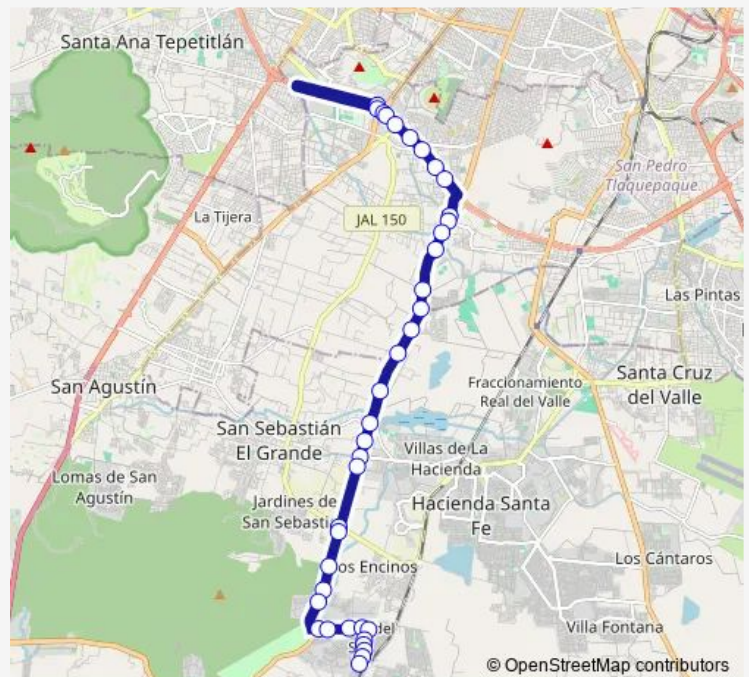 Santa Ana Tepetitlán
San Pedro
Tlaquepaque
La Tijera
JAL 150
Las Pintas
San Agustín
Fraccionamiento
Real del Valle
Santa Cruz
del Valle
San Sebastián
El Grande
Villas de La
Hacienda
Lomas de San
Agustín
Jardines de
San Sebasti
Hacienda Santa
Fe
os Encinos
Los Cántaros
Villa Fontana
del
© OpenStreetMap contributors